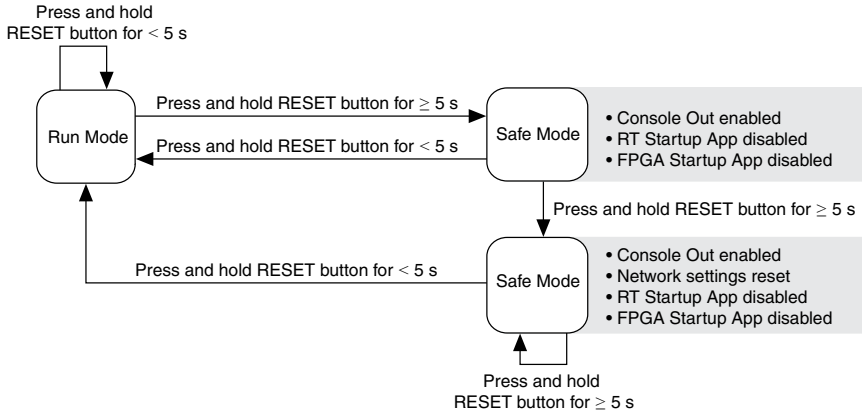 Press and hold
RESET button for < 5 s
Run Mode
Press and hold RESET button for ≥ 5 s
Press and hold RESET button for < 5 s
Safe Mode
• Console Out enabled
• RT Startup App disabled
• FPGA Startup App disabled
Press and hold RESET button for ≥ 5 s
Press and hold RESET button for < 5 s
Safe Mode
• Console Out enabled
• Network settings reset
• RT Startup App disabled
• FPGA Startup App disabled
Press and hold
RESET button for ≥ 5 s